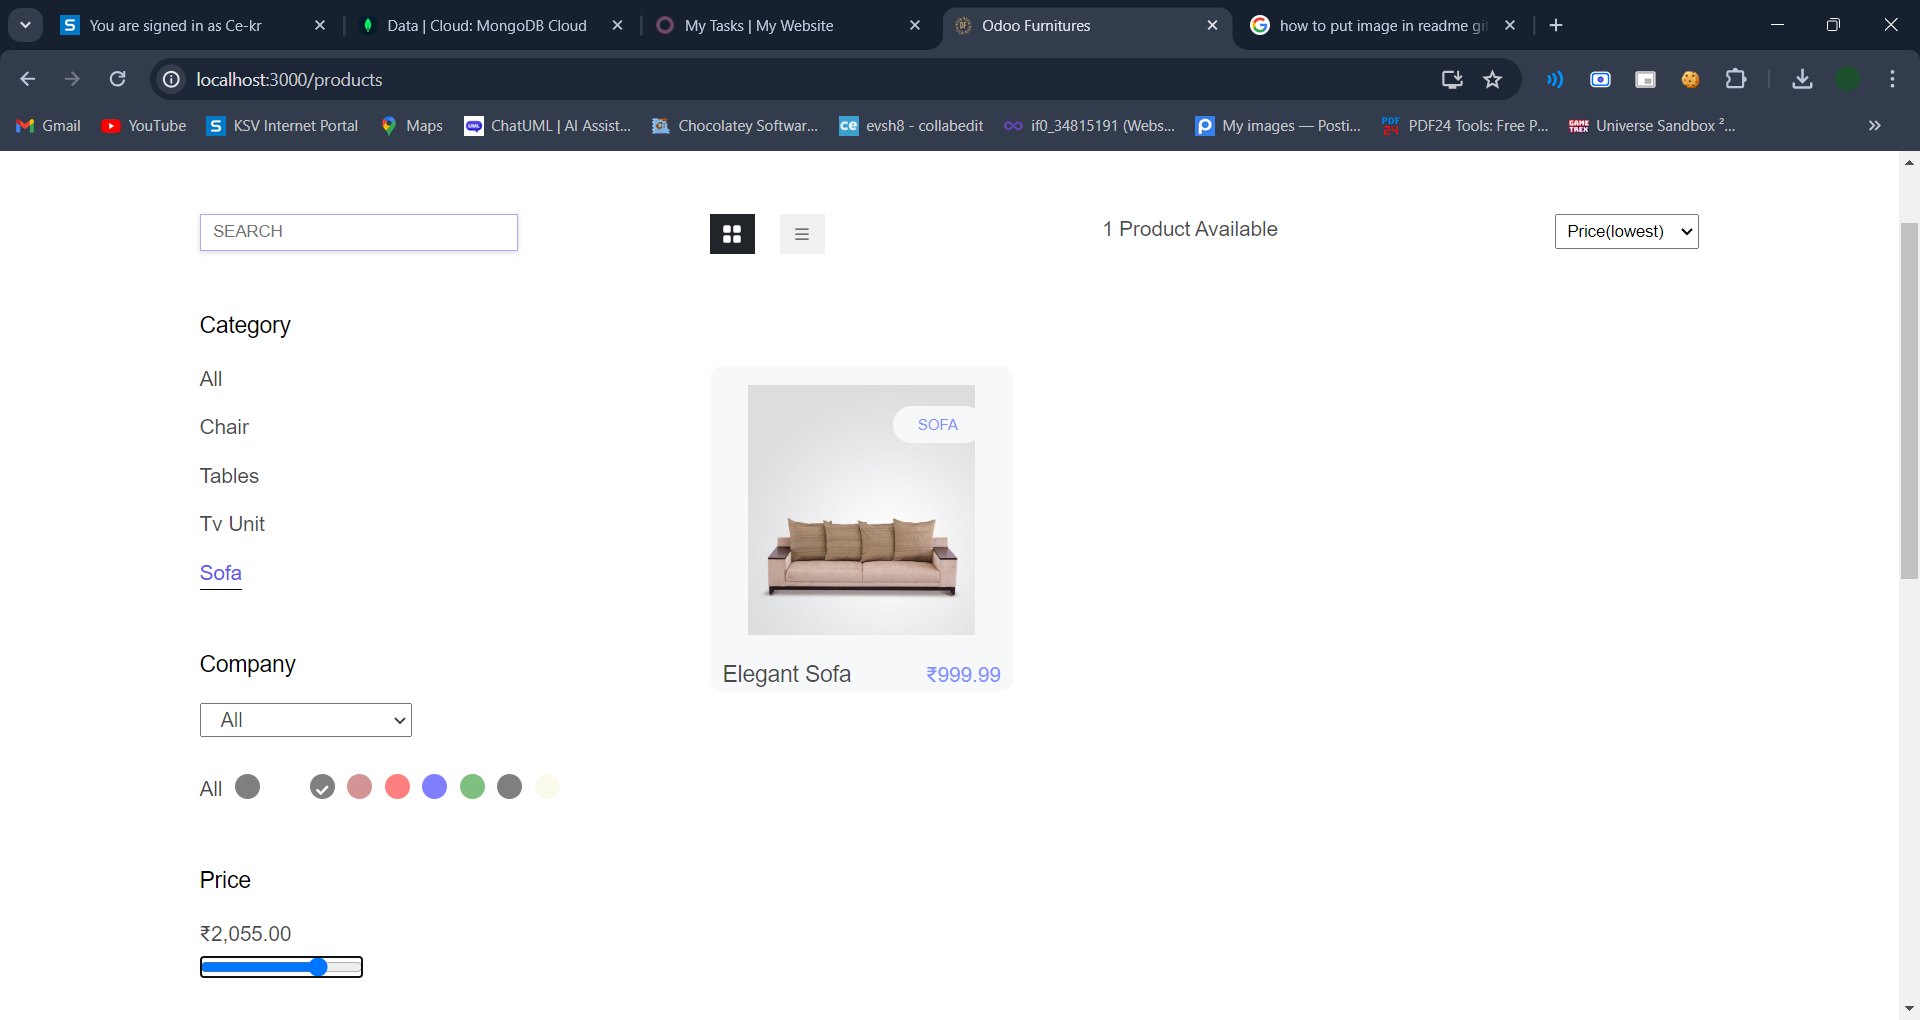 You are signed in as Ce-kr
Data | Cloud: MongoDB Cloud
My Tasks | My Website
Odoo Furnitures
how to put image in readme git
localhost:3000/products
Gmail
YouTube
KSV Internet Portal
Maps
ChatUML | AI Assist...
Chocolatey Softwar...
evsh8 - collabedit
if0_34815191 (Webs...
My images — Posti...
PDF24 Tools: Free P...
Universe Sandbox ²...
SEARCH
1 Product Available
Price(lowest)
Category
All
Chair
Tables
Tv Unit
Sofa
SOFA
Elegant Sofa
₹999.99
Company
All
All
Price
₹2,055.00